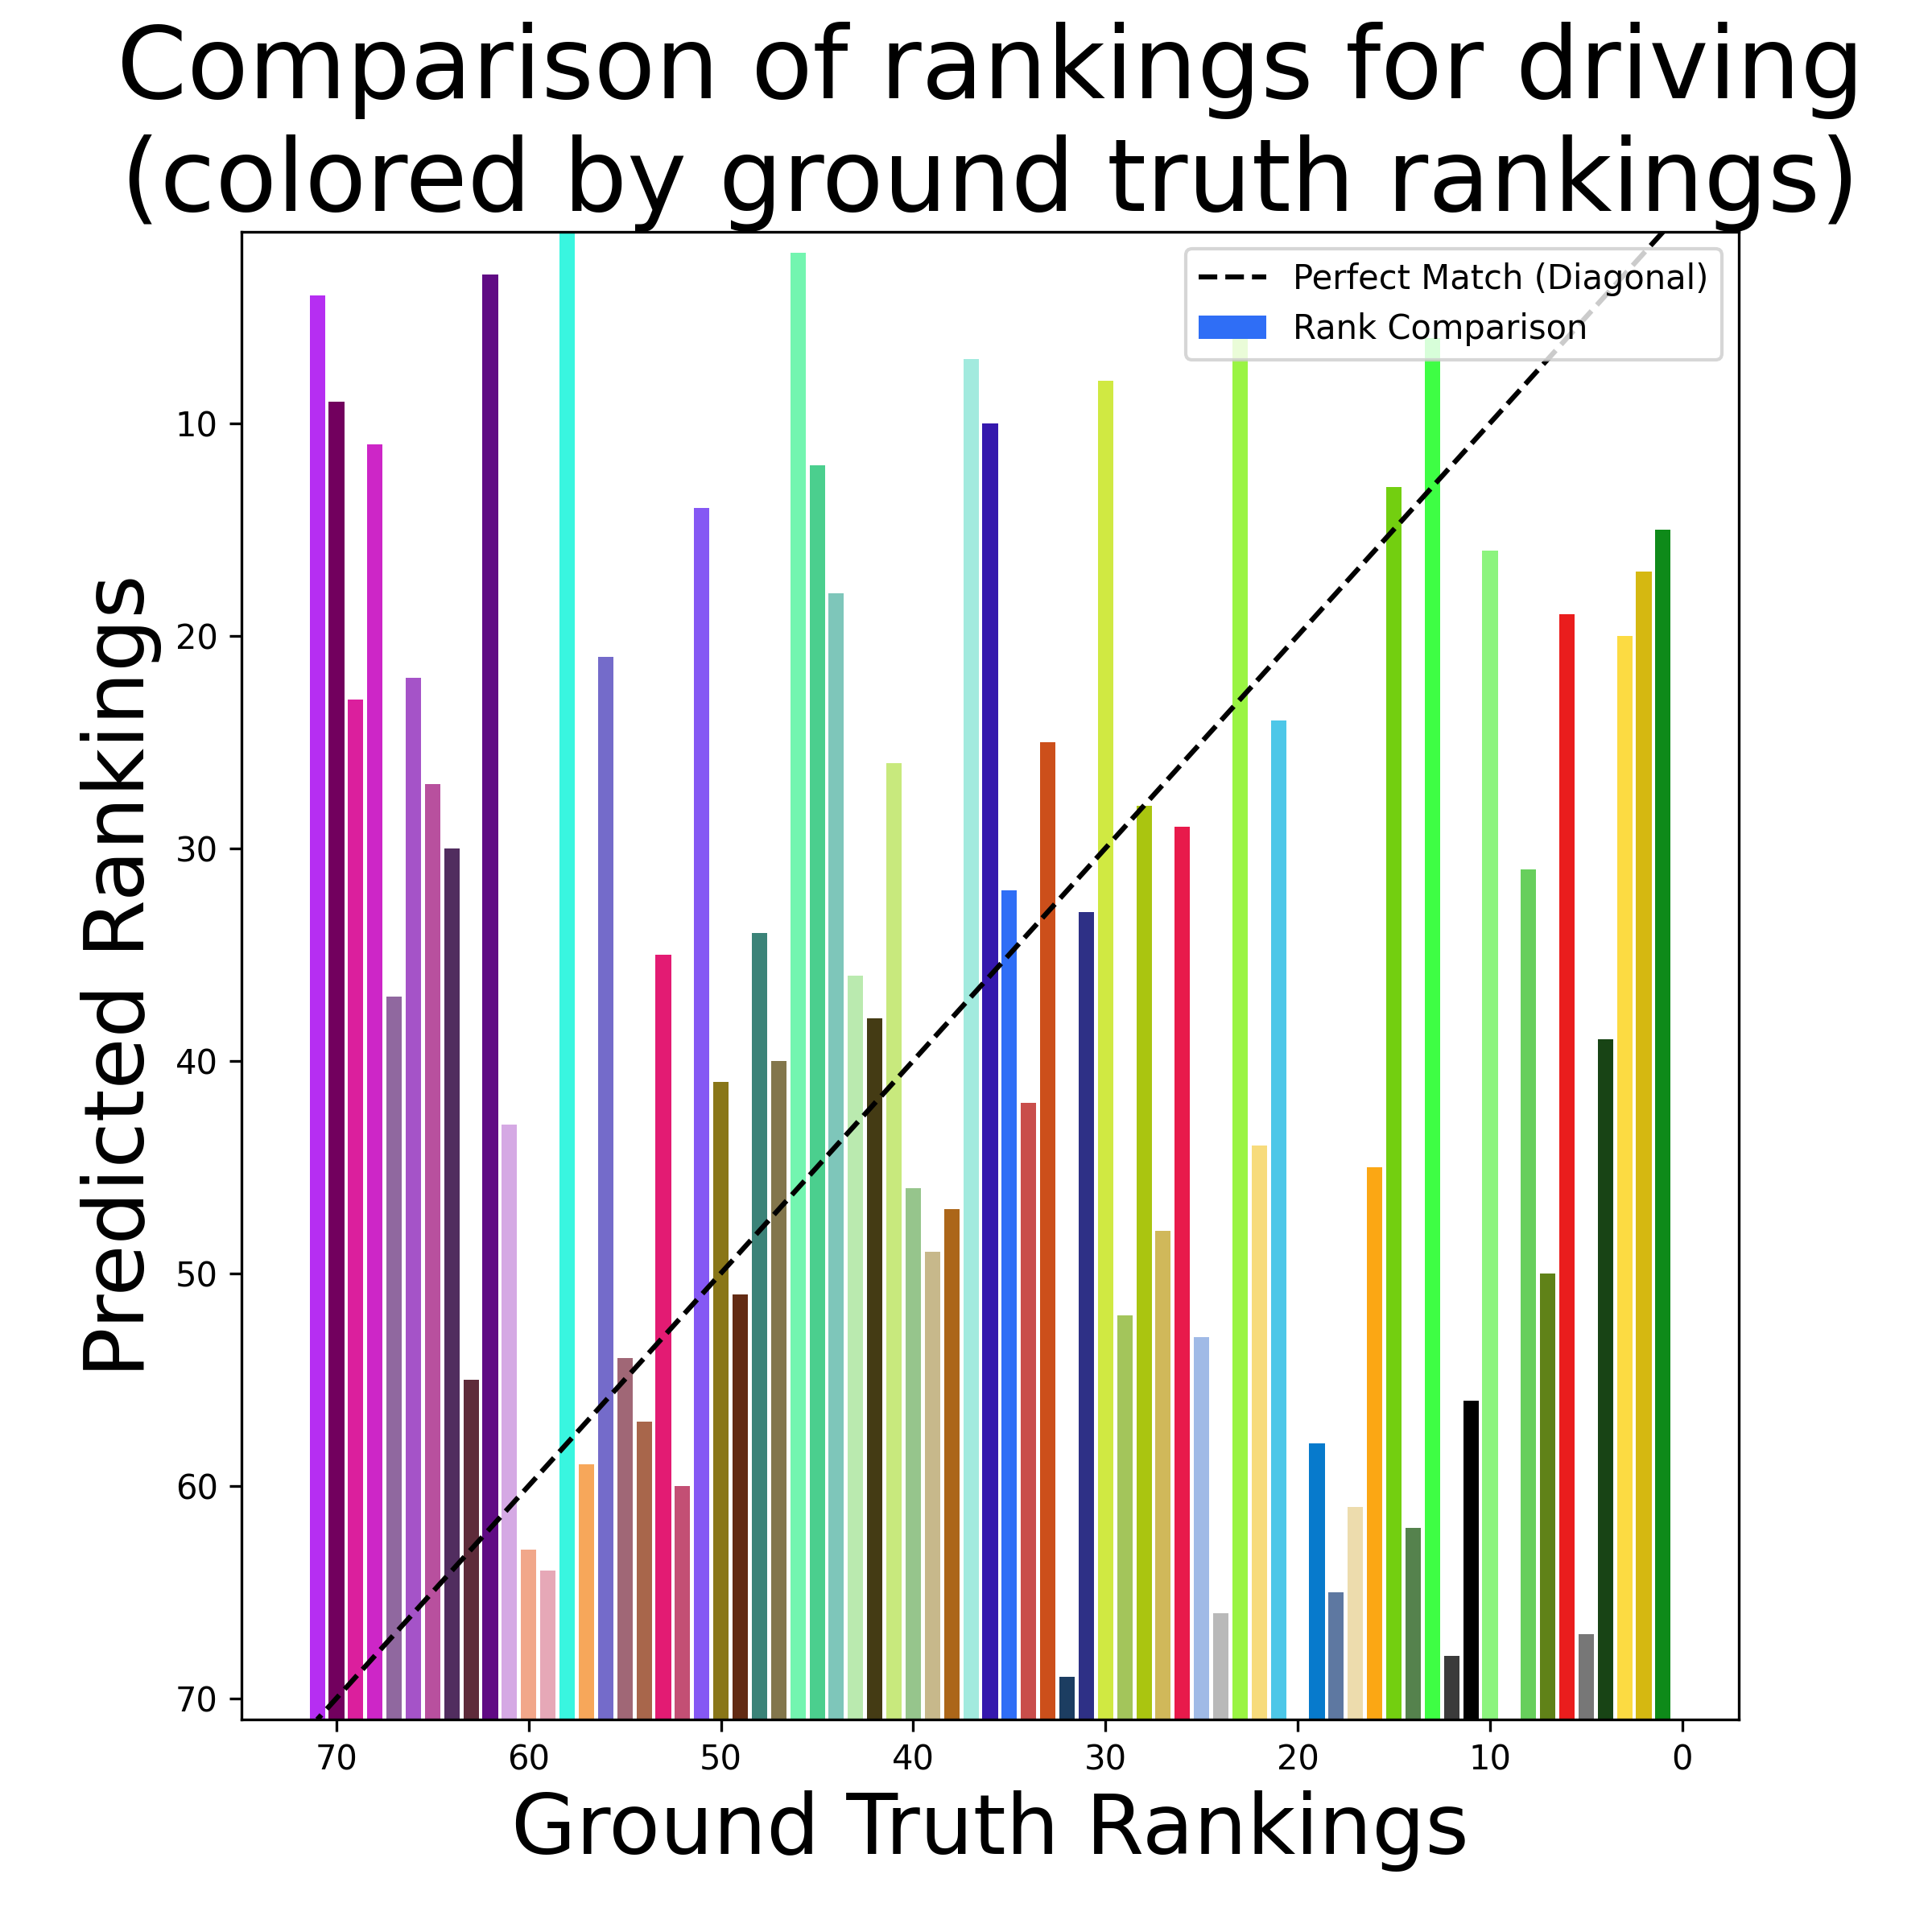 Comparison of rankings for driving
(colored by ground truth rankings)
Perfect Match (Diagonal)
Rank Comparison
Predicted Rankings
10
20
30
40
50
60
70
70 60 50 40 30 20 10 0
Ground Truth Rankings